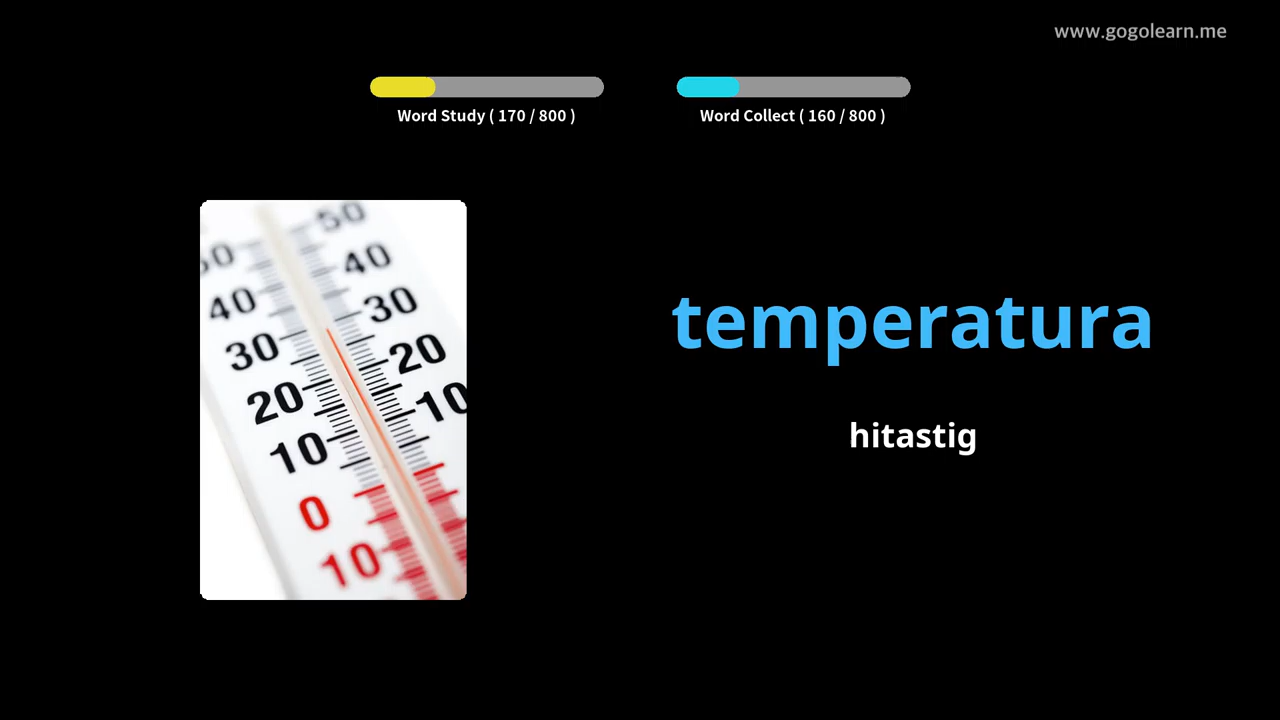 www.gogolearn.me
Word Study ( 170 / 800 )
Word Collect ( 160 / 800 )
50
40
40
30
30
20
20
10
10
0
10
temperatura
hitastig